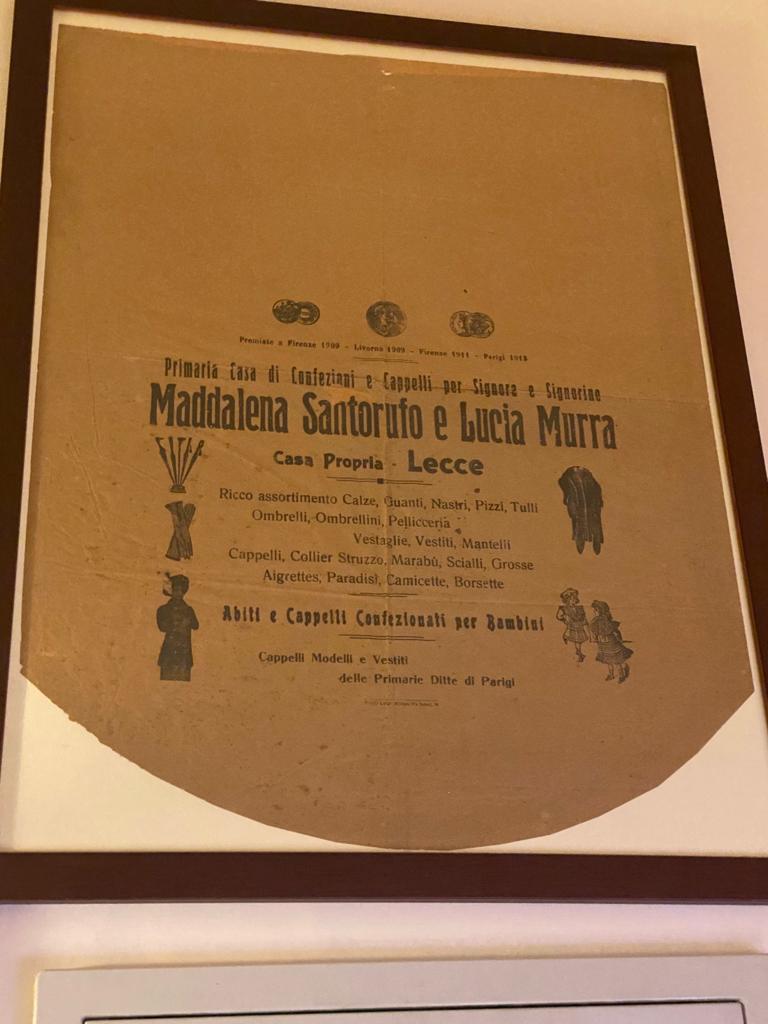 Premiate a Firenze 1909 - Livorno 1909 - Firenze 1911 - Parigi 1913
Primaria Casa di Confezioni e Cappelli per Signora e Signorine
Maddalena Santorufo e Lucia Murra
Casa Propria - Lecce
Ricco assortimento Calze, Guanti, Nastri, Pizzi, Tulli
Ombrelli, Ombrellini, Pellicceria
Vestaglie, Vestiti, Mantelli
Cappelli, Collier Struzzo, Marabù, Scialli, Grosse
Aigrettes, Paradisi, Camicette, Borsette
Abiti e Cappelli Confezionati per Bambini
Cappelli Modelli e Vestiti
delle Primarie Ditte di Parigi